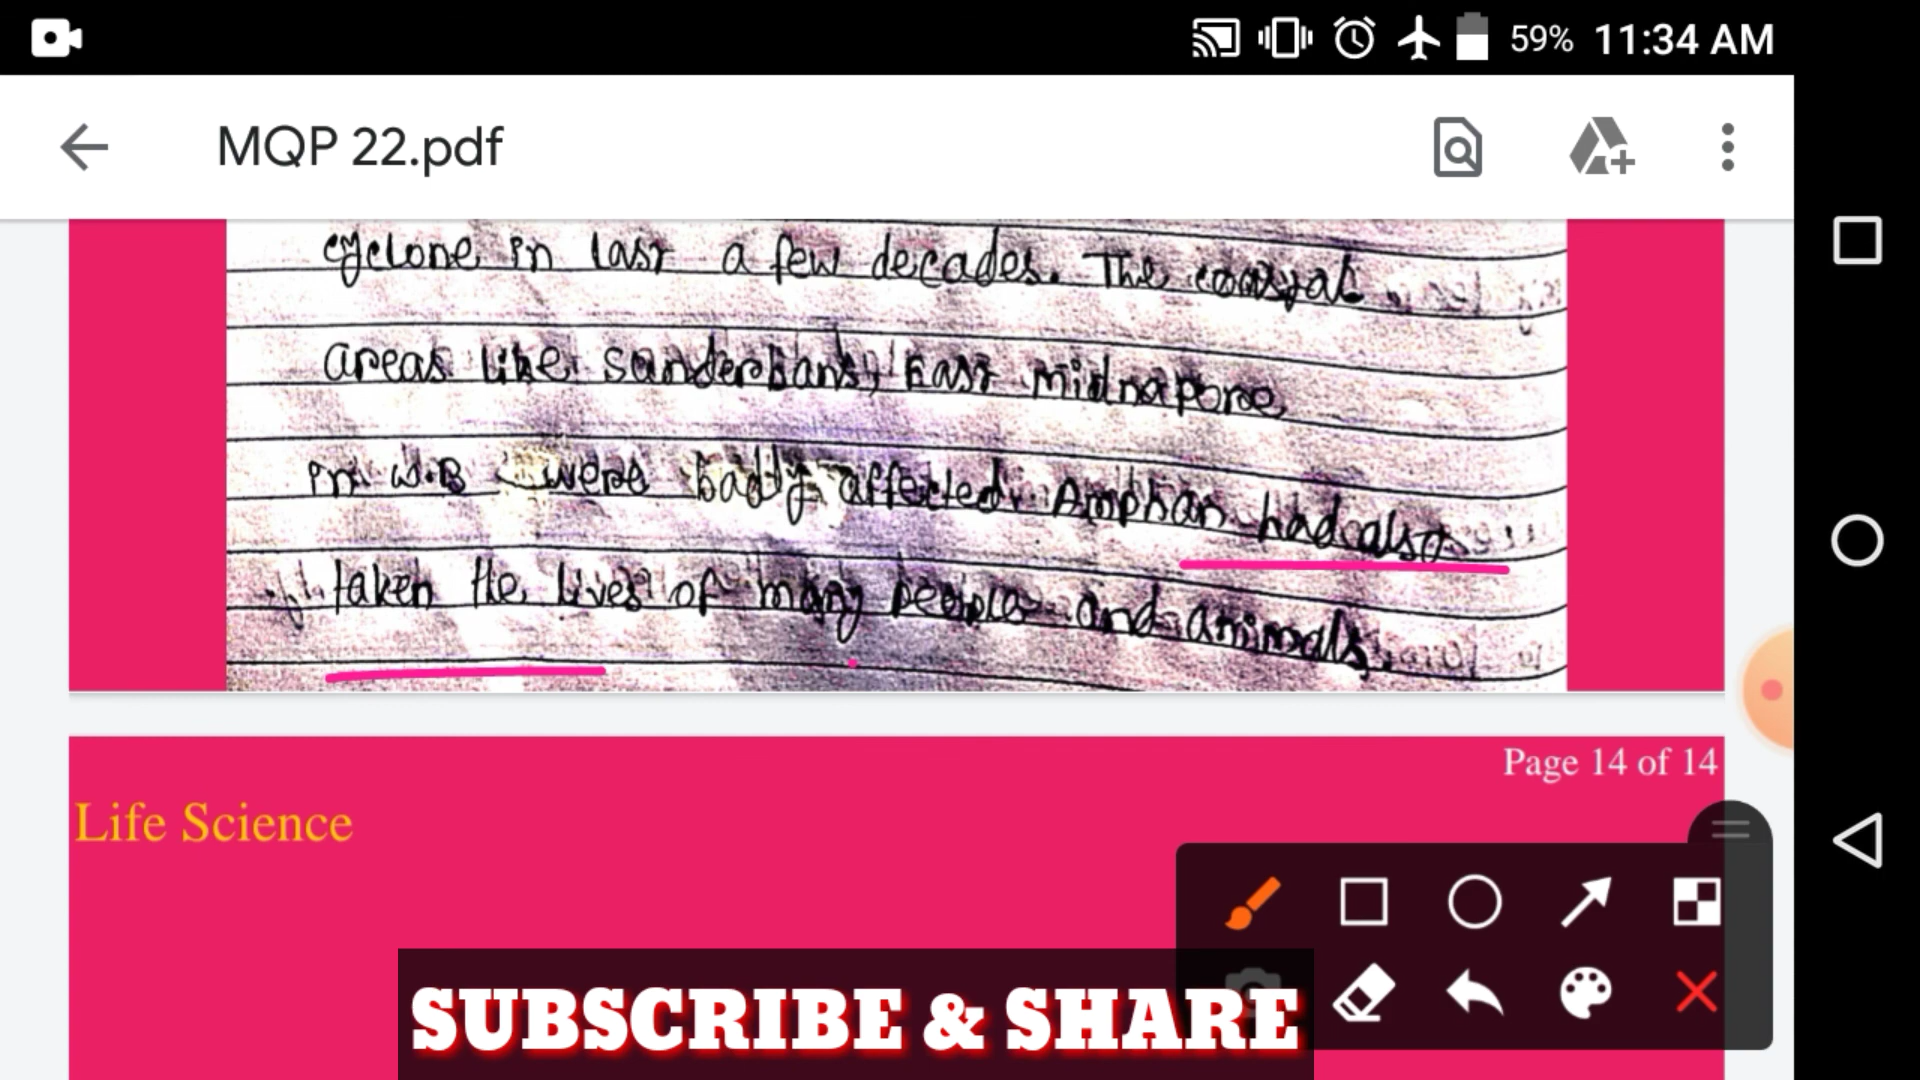 59% 11:34 AM
MQP 22.pdf
cyclone in last a few decades. The coastal
areas like sanderbans, East midnapore
in W.B were badly affected. Amphan had also
taken the lives of many people and animals.
Page 14 of 14
Life Science
SUBSCRIBE & SHARE